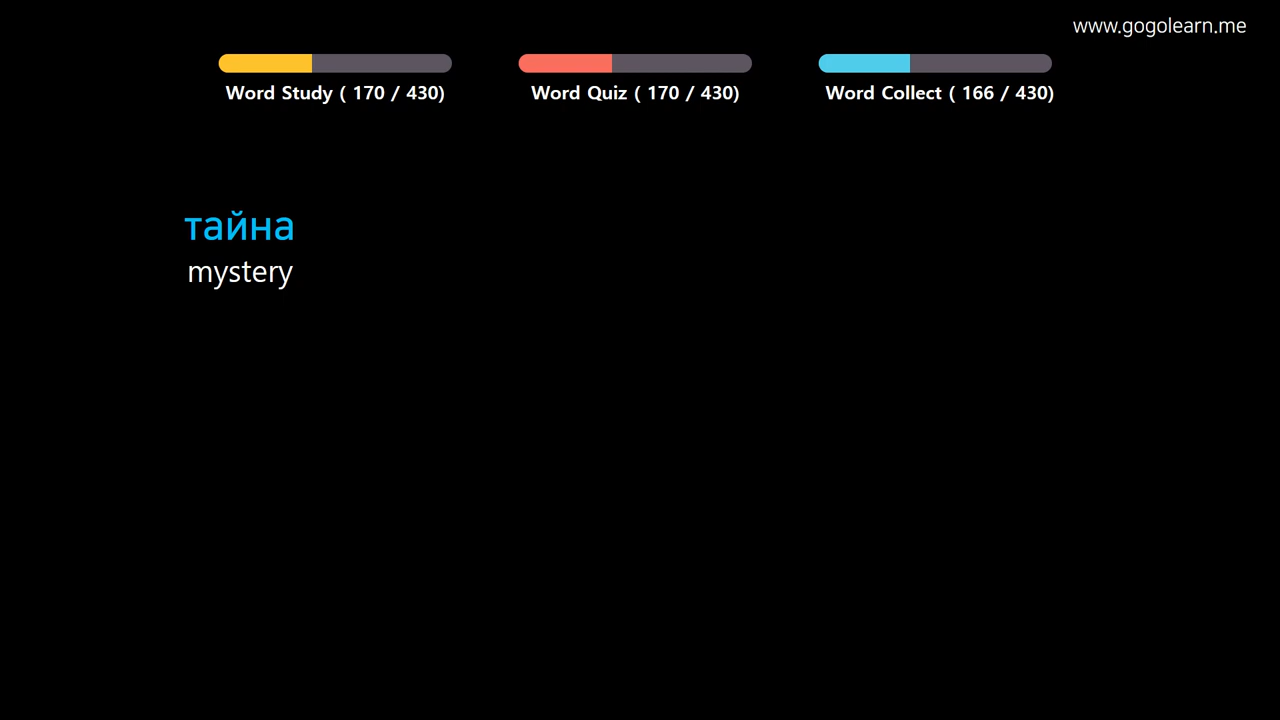 www.gogolearn.me
Word Study ( 170 / 430)
Word Quiz ( 170 / 430)
Word Collect ( 166 / 430)
тайна
mystery